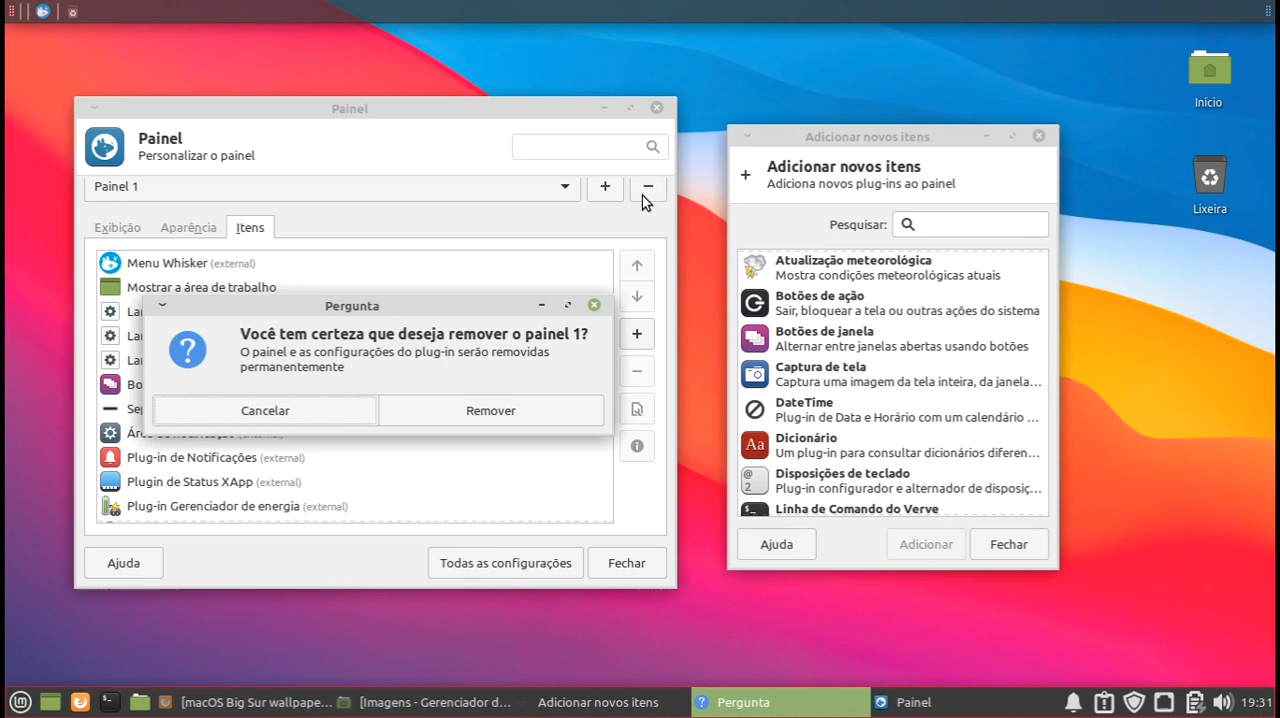 Início
Lixeira
Painel
Painel
Personalizar o painel
Painel 1
Exibição
Aparência
Itens
Menu Whisker (external)
Mostrar a área de trabalho
Pergunta
Você tem certeza que deseja remover o painel 1?
O painel e as configurações do plug-in serão removidas
permanentemente
Cancelar
Remover
Plug-in de Notificações (external)
Plugin de Status XApp (external)
Plug-in Gerenciador de energia (external)
Ajuda
Todas as configurações
Fechar
Adicionar novos itens
Adicionar novos itens
Adiciona novos plug-ins ao painel
Pesquisar:
Atualização meteorológica
Mostra condições meteorológicas atuais
Botões de ação
Sair, bloquear a tela ou outras ações do sistema
Botões de janela
Alternar entre janelas abertas usando botões
Captura de tela
Captura uma imagem da tela inteira, da janela...
DateTime
Plug-in de Data e Horário com um calendário ...
Aa
Dicionário
Um plug-in para consultar dicionários diferen...
@
2
Disposições de teclado
Plug-in configurador e alternador de disposiç...
Linha de Comando do Verve
Ajuda
Adicionar
Fechar
[macOS Big Sur wallpape...
[Imagens - Gerenciador d...
Adicionar novos itens
Pergunta
Painel
19:31